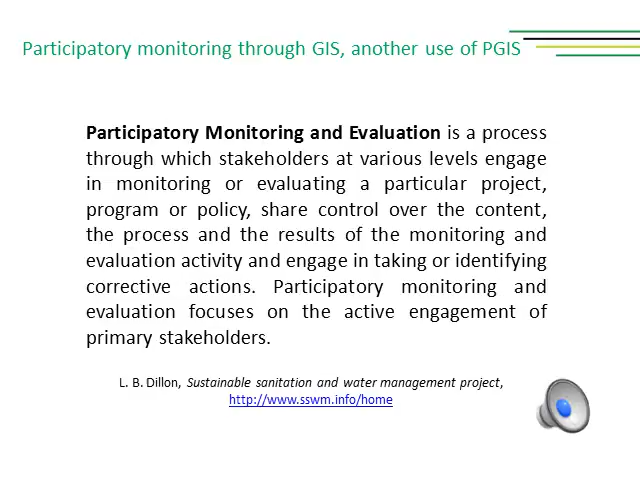 Participatory monitoring through GIS, another use of PGIS
Participatory Monitoring and Evaluation is a process
through which stakeholders at various levels engage
in monitoring or evaluating a particular project,
program or policy, share control over the content,
the process and the results of the monitoring and
evaluation activity and engage in taking or identifying
corrective actions. Participatory monitoring and
evaluation focuses on the active engagement of
primary stakeholders.
L. B. Dillon, Sustainable sanitation and water management project,
http://www.sswm.info/home